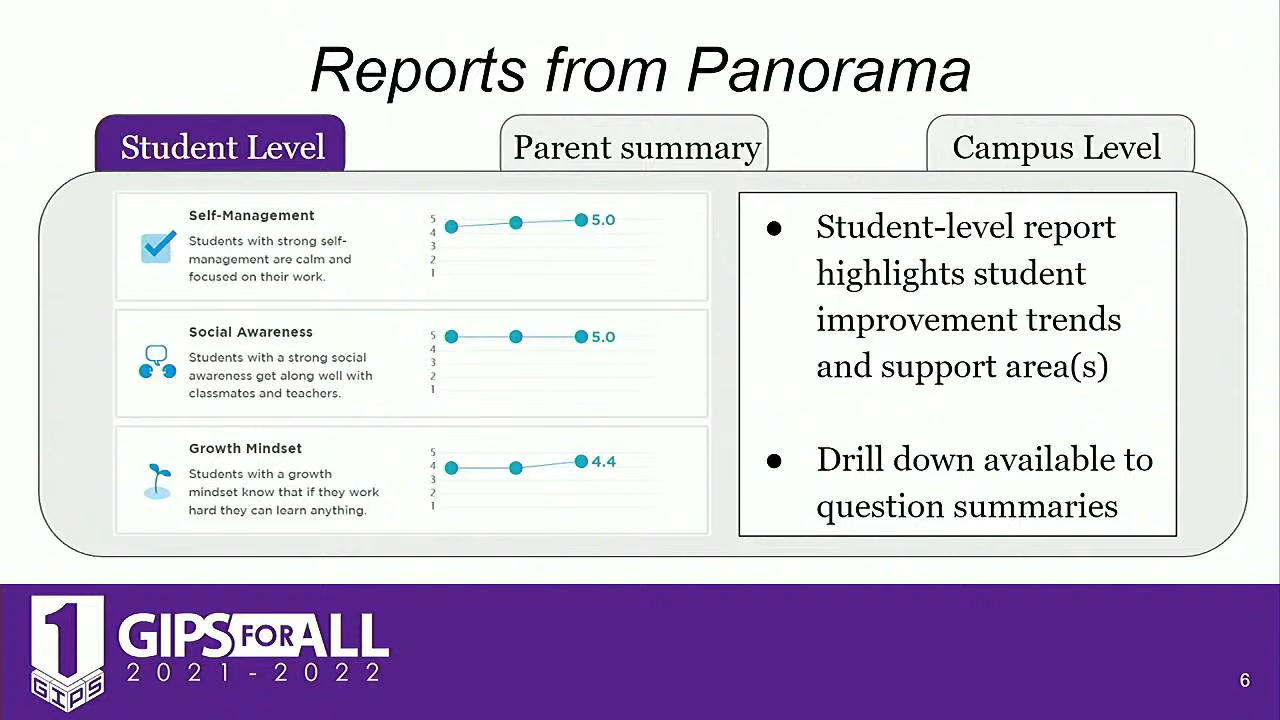 Reports from Panorama
Student Level
Parent summary
Campus Level
Self-Management
Students with strong self-
management are calm and
focused on their work.
5
4
3
2
1
5.0
Social Awareness
Students with a strong social
awareness get along well with
classmates and teachers.
5
4
3
2
1
5.0
Growth Mindset
Students with a growth
mindset know that if they work
hard they can learn anything.
5
4
3
2
1
4.4
● Student-level report
highlights student
improvement trends
and support area(s)
● Drill down available to
question summaries
1
GIPS
GIPS FOR ALL
2021-2022
6